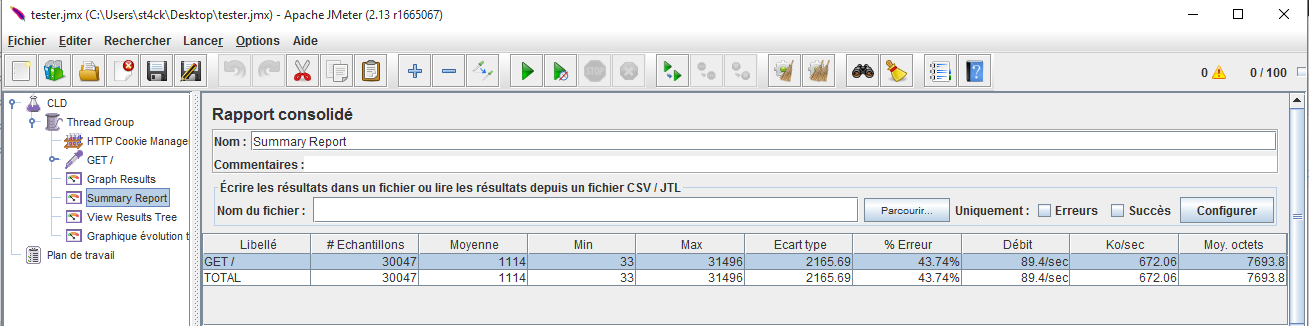 tester.jmx (C:\Users\st4ck\Desktop\tester.jmx) - Apache JMeter (2.13 r1665067)
Fichier Editer Rechercher Lancer Options Aide
STOP
0 0 / 100
CLD
Thread Group
HTTP Cookie Manage
GET /
Graph Results
Summary Report
View Results Tree
Graphique évolution t
Plan de travail
Rapport consolidé
Nom : Summary Report
Commentaires :
Écrire les résultats dans un fichier ou lire les résultats depuis un fichier CSV / JTL
Nom du fichier : Parcourir... Uniquement : Erreurs Succès Configurer
Libellé # Echantillons Moyenne Min Max Ecart type % Erreur Débit Ko/sec Moy. octets
GET / 30047 1114 33 31496 2165.69 43.74% 89.4/sec 672.06 7693.8
TOTAL 30047 1114 33 31496 2165.69 43.74% 89.4/sec 672.06 7693.8